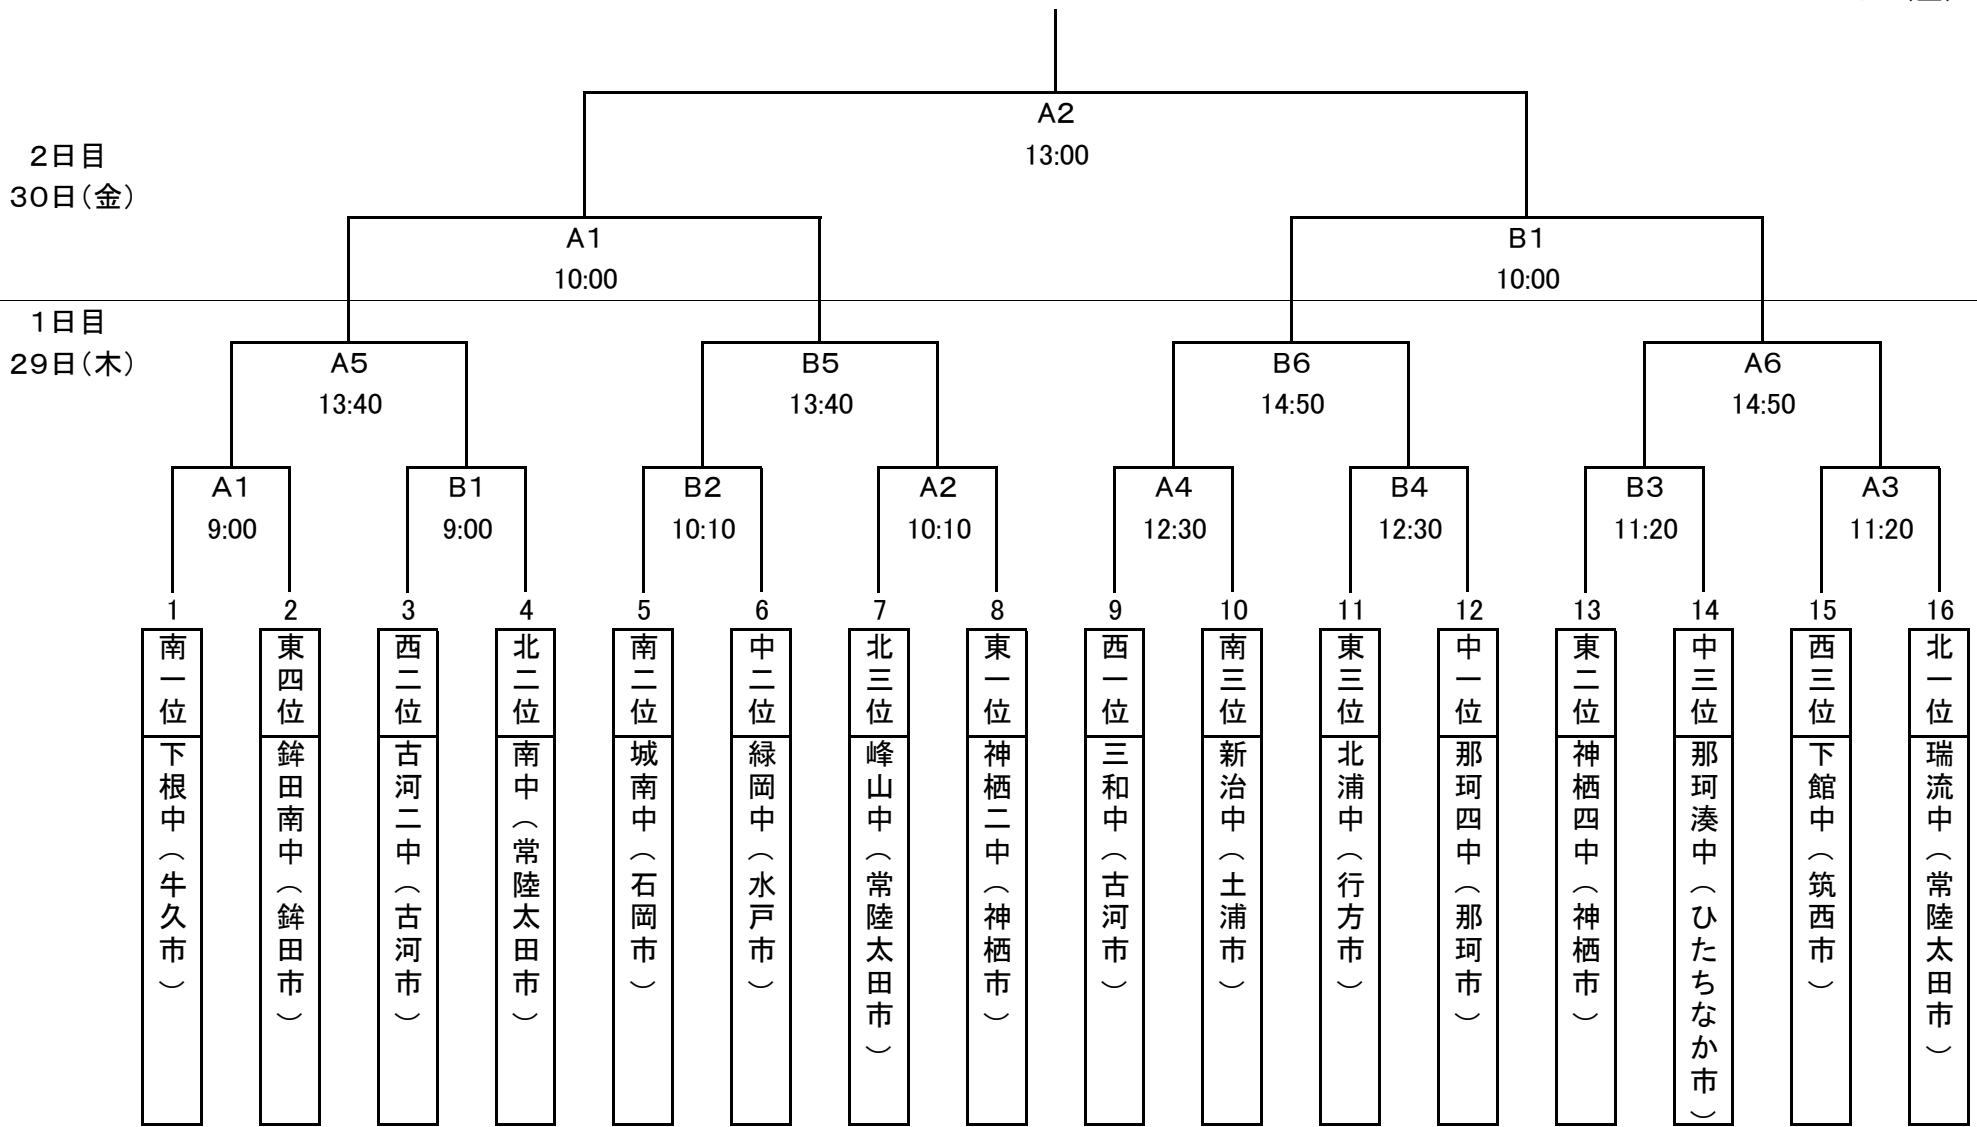 A2
13:00
2日目
30日(金)
A1
B1
10:00
10:00
1日目
29日(木)
A5
B5
B6
A6
13:40
13:40
14:50
14:50
A1
B1
B2
A2
A4
B4
B3
A3
9:00
9:00
10:10
10:10
12:30
12:30
11:20
11:20
1
2
3
4
5
6
7
8
9
10
11
12
13
14
15
16
南一位
東四位
西二位
北二位
南二位
中二位
北三位
東一位
西一位
南三位
東三位
中一位
東二位
中三位
西三位
北一位
下根中(牛久市)
鉾田南中(鉾田市)
古河二中(古河市)
南中(常陸太田市)
城南中(石岡市)
緑岡中(水戸市)
峰山中(常陸太田市)
神栖二中(神栖市)
三和中(古河市)
新治中(土浦市)
北浦中(行方市)
那珂四中(那珂市)
神栖四中(神栖市)
那珂湊中(ひたちなか市)
下館中(筑西市)
瑞流中(常陸太田市)